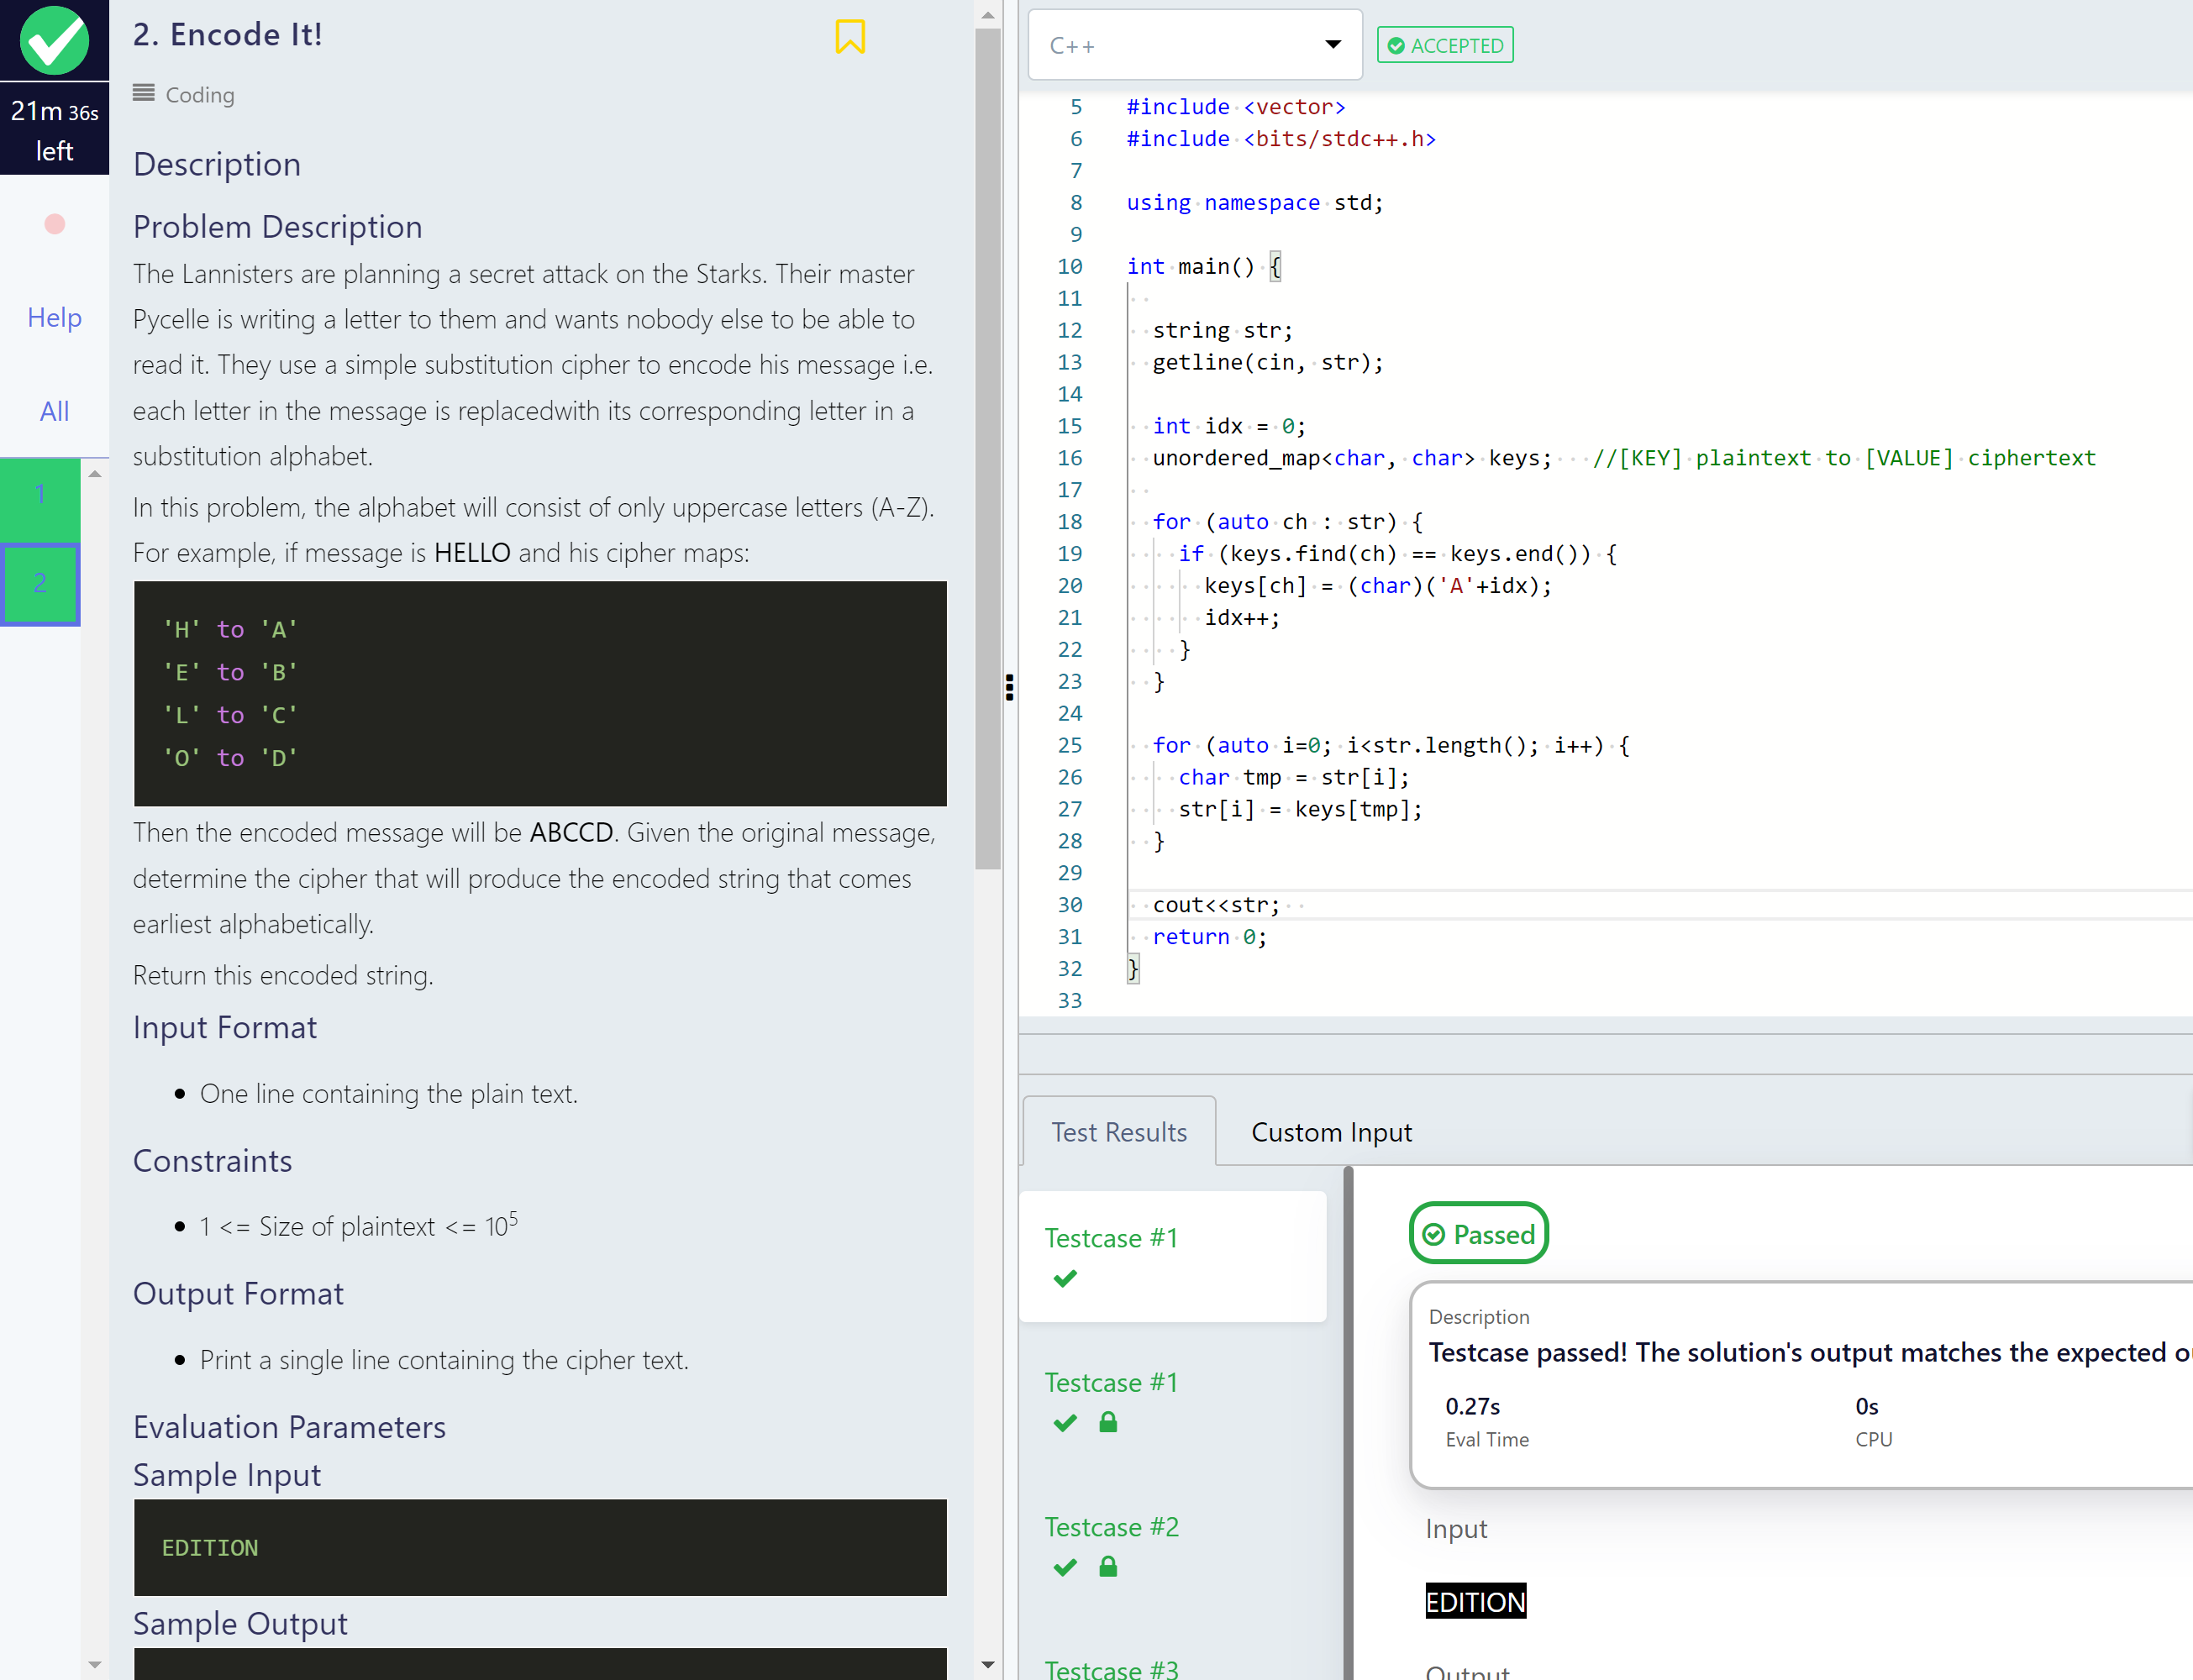 21m 36s
left
Help
All
1
2
2. Encode It!
Coding
Description
Problem Description
The Lannisters are planning a secret attack on the Starks. Their master
Pycelle is writing a letter to them and wants nobody else to be able to
read it. They use a simple substitution cipher to encode his message i.e.
each letter in the message is replacedwith its corresponding letter in a
substitution alphabet.
In this problem, the alphabet will consist of only uppercase letters (A-Z).
For example, if message is HELLO and his cipher maps:
'H' to 'A'
'E' to 'B'
'L' to 'C'
'O' to 'D'
Then the encoded message will be ABCCD. Given the original message,
determine the cipher that will produce the encoded string that comes
earliest alphabetically.
Return this encoded string.
Input Format
• One line containing the plain text.
Constraints
• 1 <= Size of plaintext <= 10^5
Output Format
• Print a single line containing the cipher text.
Evaluation Parameters
Sample Input
EDITION
Sample Output
C++
ACCEPTED
5 #include <vector>
6 #include <bits/stdc++.h>
7
8 using namespace std;
9
10 int main() {
11
12 string str;
13 getline(cin, str);
14
15 int idx = 0;
16 unordered_map<char, char> keys; //[KEY] plaintext to [VALUE] ciphertext
17
18 for (auto ch : str) {
19 if (keys.find(ch) == keys.end()) {
20 keys[ch] = (char)('A'+idx);
21 idx++;
22 }
23 }
24
25 for (auto i=0; i<str.length(); i++) {
26 char tmp = str[i];
27 str[i] = keys[tmp];
28 }
29
30 cout<<str;
31 return 0;
32 }
33
Test Results
Custom Input
Testcase #1
Testcase #1
Testcase #2
Testcase #3
Passed
Description
Testcase passed! The solution's output matches the expected
0.27s
Eval Time
0s
CPU
Input
EDITION
Output